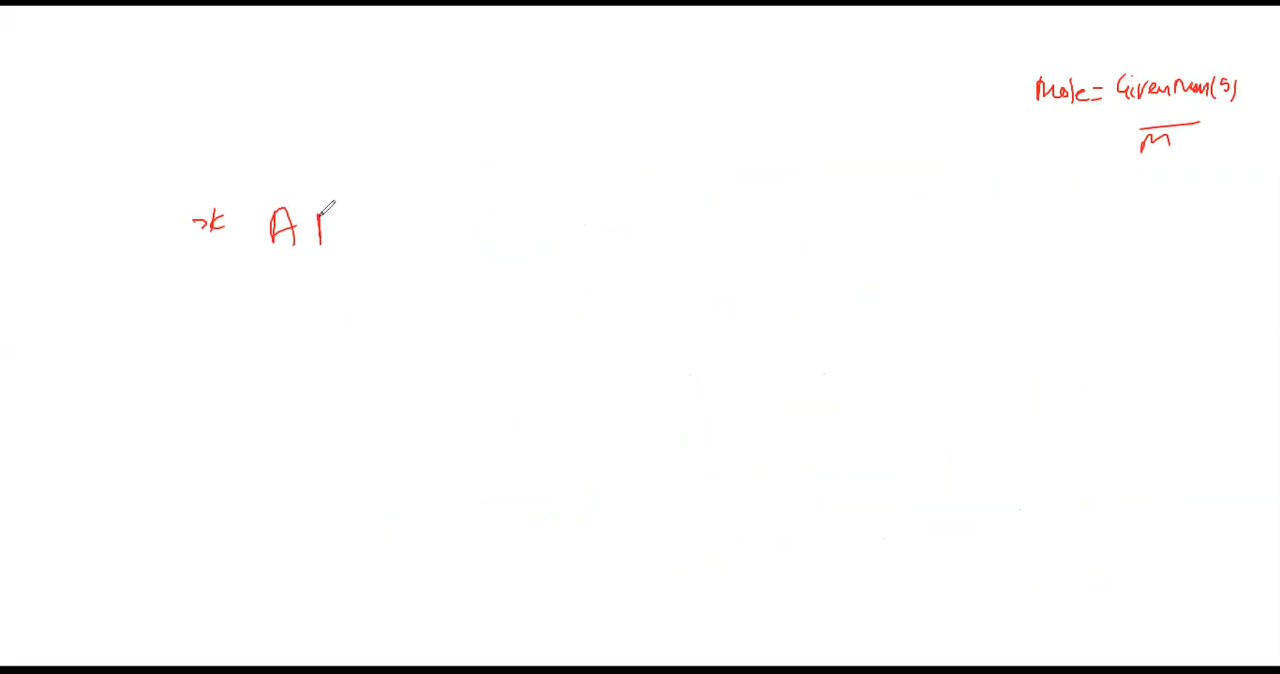 Mole = Given Mass(g)
M
* A